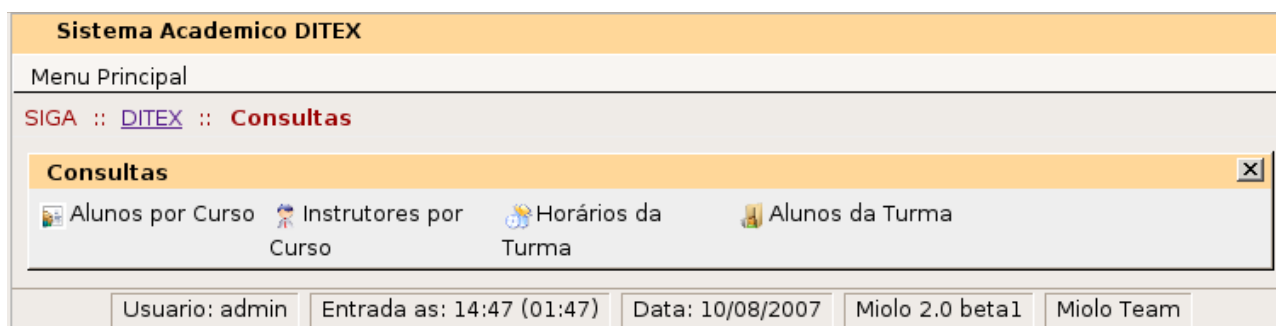 Sistema Academico DITEX
Menu Principal
SIGA :: DITEX :: Consultas
Consultas
Alunos por Curso Instrutores por Horários da Alunos da Turma
Curso Turma
Usuario: admin Entrada as: 14:47 (01:47) Data: 10/08/2007 Miolo 2.0 beta1 Miolo Team